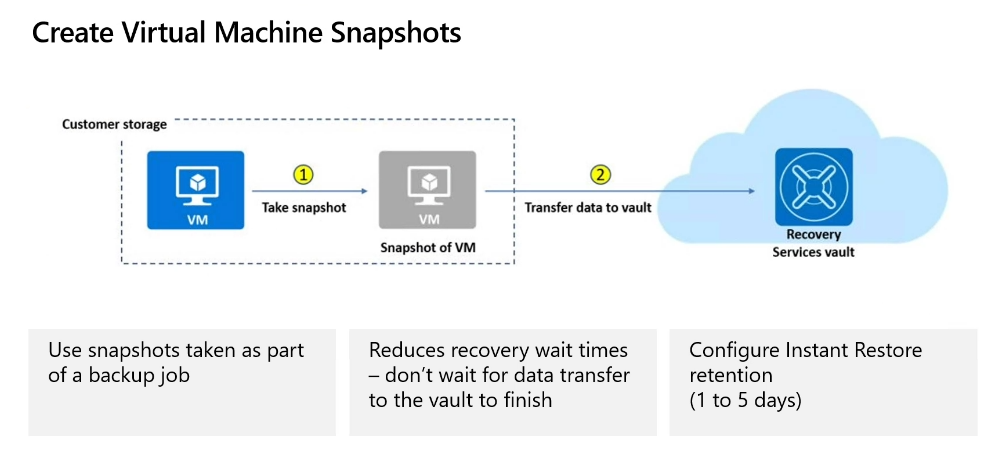 Create Virtual Machine Snapshots
Customer storage
VM
1
Take snapshot
VM
Snapshot of VM
2
Transfer data to vault
Recovery
Services vault
Use snapshots taken as part
of a backup job
Reduces recovery wait times
– don’t wait for data transfer
to the vault to finish
Configure Instant Restore
retention
(1 to 5 days)